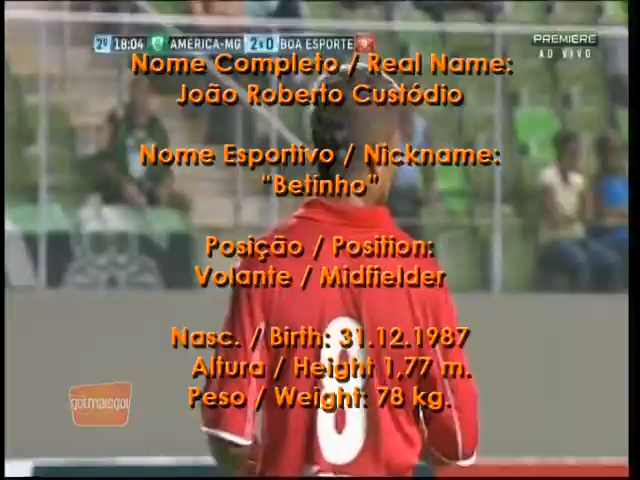 2º 18:04 AMÉRICA-MG 2x0 BOA ESPORTE
PREMIERE
AO VIVO
Nome Completo / Real Name:
João Roberto Custódio
Nome Esportivo / Nickname:
"Betinho"
Posição / Position:
Volante / Midfielder
Nasc. / Birth: 31.12.1987
Altura / Height 1,77 m.
Peso / Weight: 78 kg.
8
golmaisgol